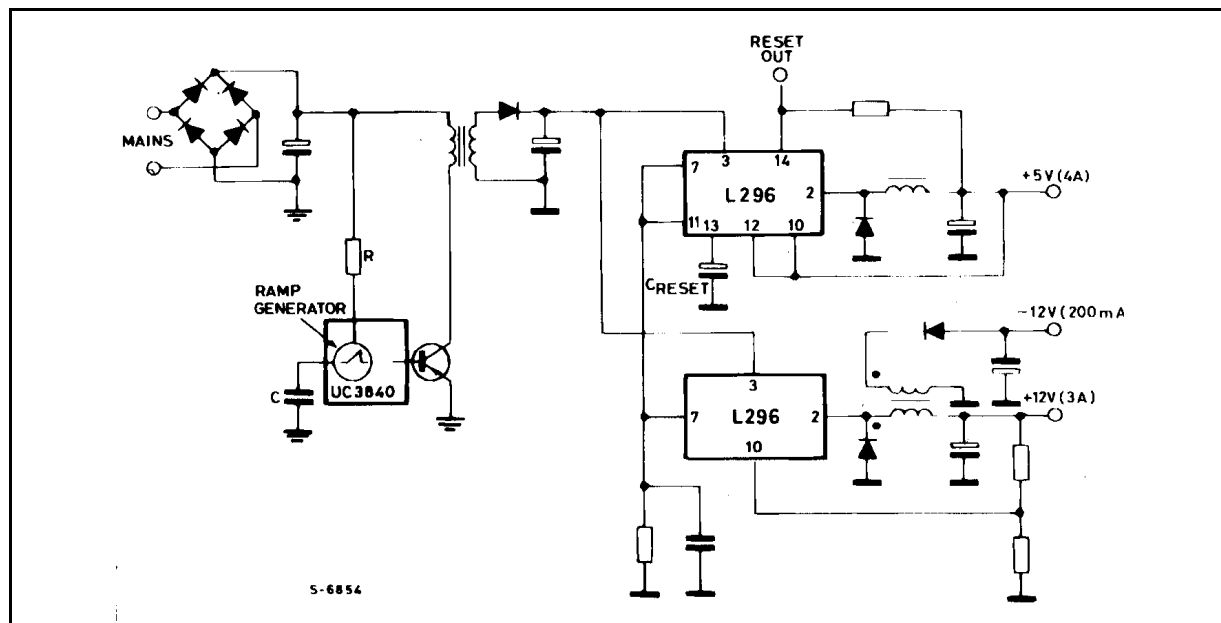 RESET
OUT
MAINS
3
14
7
L296
2
+5V(4A)
11
13
12
10
R
CRESET
RAMP
GENERATOR
-12V(200mA
C
UC3840
3
+12V(3A)
7
L296
2
10
S-6854